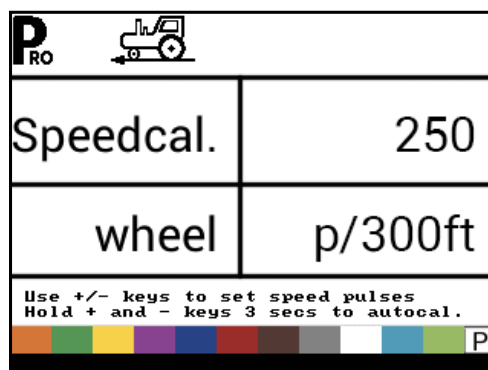 PRO
Speedcal. 250
wheel p/300ft
Use +/- keys to set speed pulses
Hold + and - keys 3 secs to autocal.
P